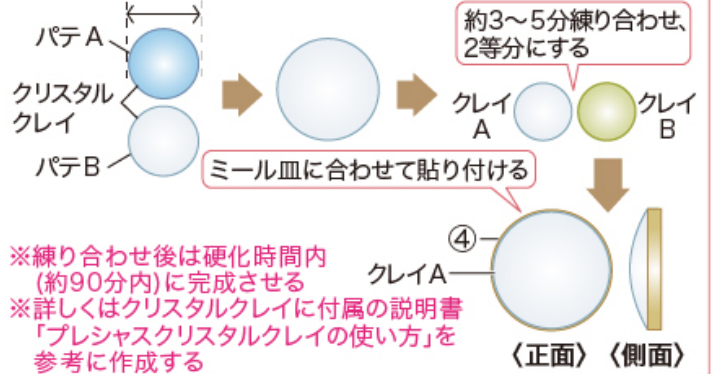 パテA
クリスタル
クレイ
パテB
約3〜5分練り合わせ、
2等分にする
クレイ
A
クレイ
B
ミール皿に合わせて貼り付ける
④
クレイA
〈正面〉
〈側面〉
※練り合わせ後は硬化時間内
(約90分内)に完成させる
※詳しくはクリスタルクレイに付属の説明書
「プレシャスクリスタルクレイの使い方」を
参考に作成する